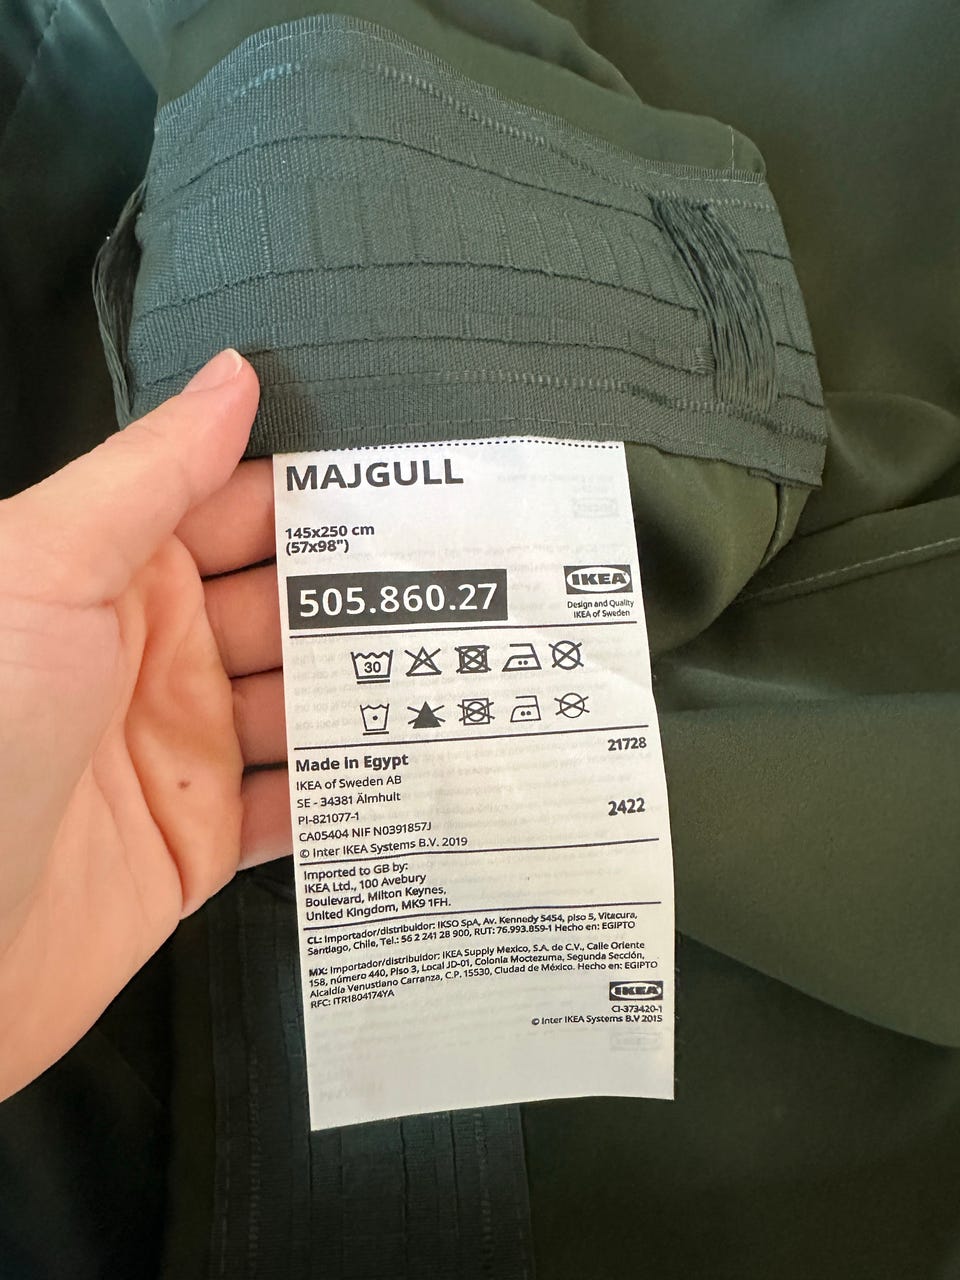 MAJGULL
145x250 cm
(57x98")
505.860.27
IKEA
Design and Quality
IKEA of Sweden
30
21728
Made in Egypt
IKEA of Sweden AB
SE - 34381 Älmhult
PI-821077-1
2422
CA05404 NIF N0391857J
© Inter IKEA Systems B.V. 2019
Imported to GB by:
IKEA Ltd., 100 Avebury
Boulevard, Milton Keynes,
United Kingdom, MK9 1FH.
CL: Importador/distribuidor: IKSO SpA, Av. Kennedy 5454, piso 5, Vitacura,
Santiago, Chile, Tel.: 56 2 241 28 900, RUT: 76.993.859-1 Hecho en: EGIPTO
MX: Importador/distribuidor: IKEA Supply Mexico, S.A. de C.V., Calle Oriente
158, número 440, Piso 3, Local JD-01, Colonia Moctezuma, Segunda Sección,
Alcaldía Venustiano Carranza, C.P. 15530, Ciudad de México. Hecho en: EGIPTO
RFC: ITR1804174YA
IKEA
CI-373420-1
© Inter IKEA Systems B.V 2015